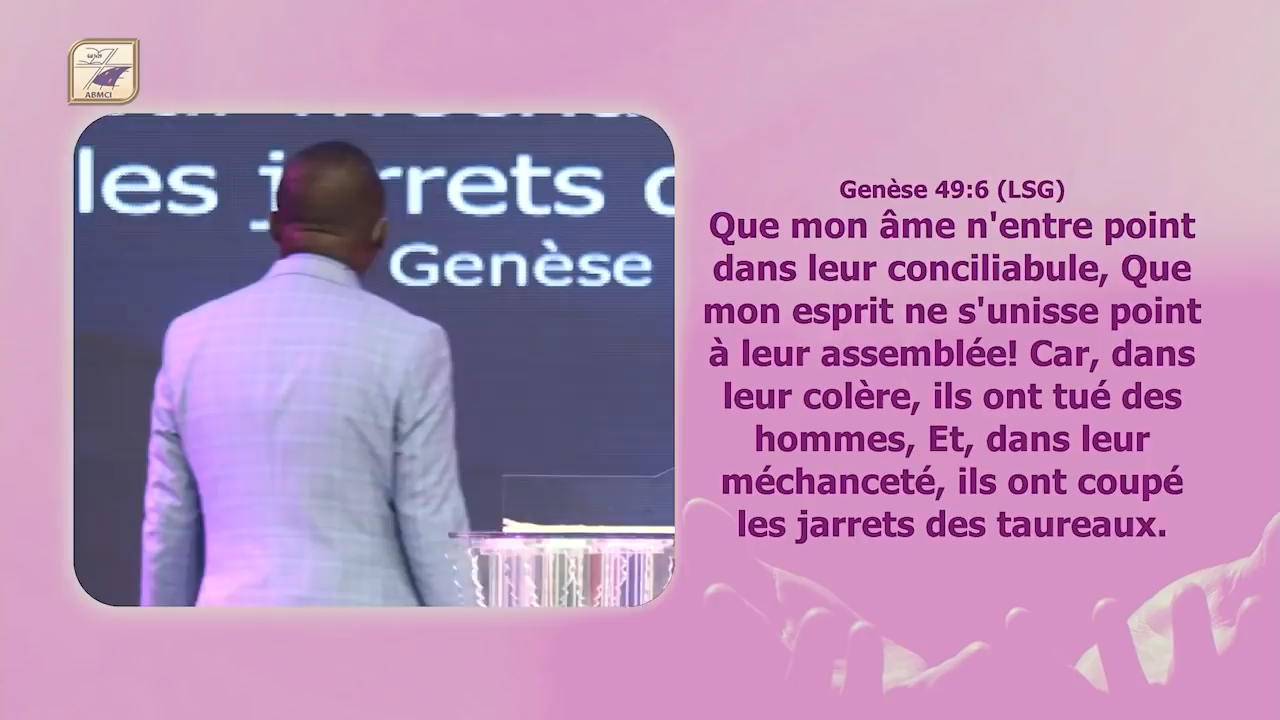 ABMCI
les jarrets
Genèse
Genèse 49:6 (LSG)
Que mon âme n'entre point
dans leur conciliabule, Que
mon esprit ne s'unisse point
à leur assemblée! Car, dans
leur colère, ils ont tué des
hommes, Et, dans leur
méchanceté, ils ont coupé
les jarrets des taureaux.